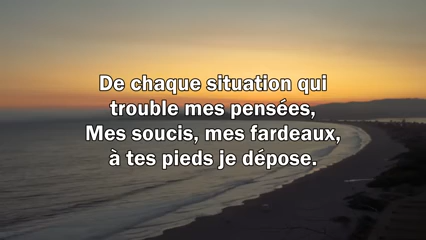 De chaque situation qui
trouble mes pensées,
Mes soucis, mes fardeaux,
à tes pieds je dépose.